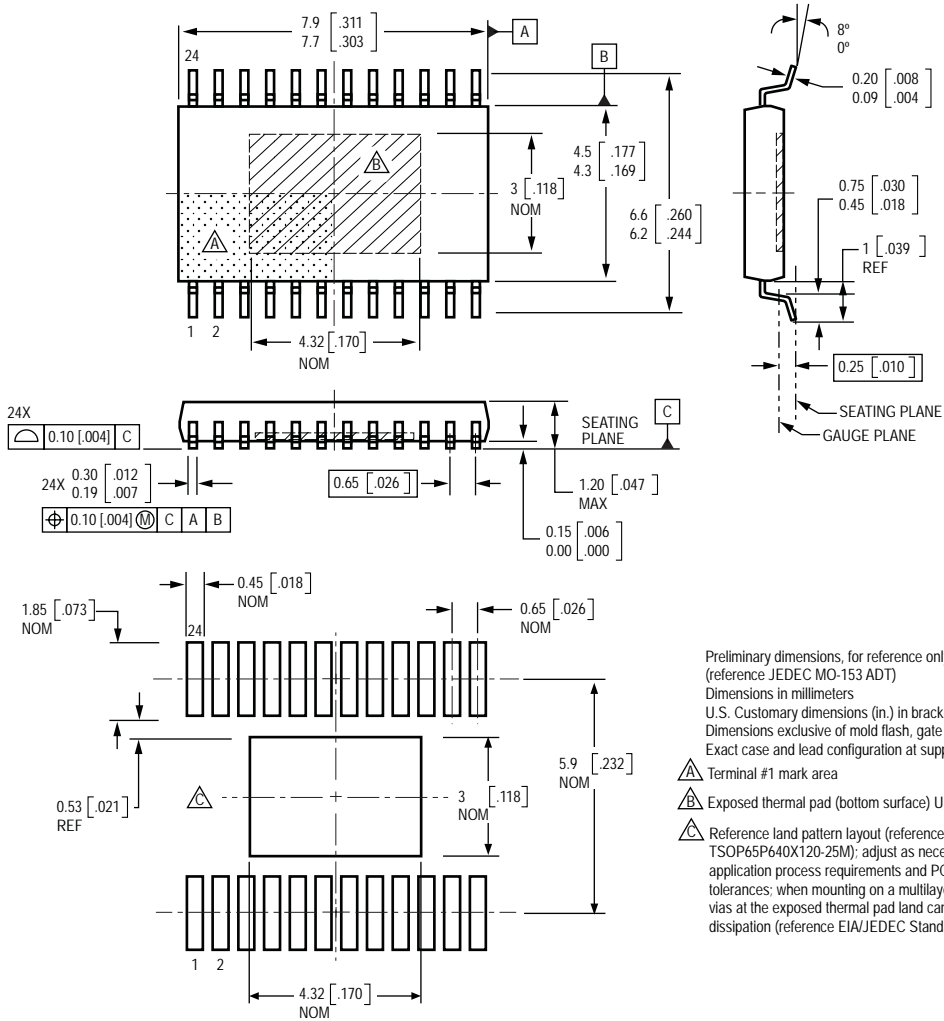 7.9 [.311]
7.7 [.303]
A
24
B
8º
0º
0.20 [.008]
0.09 [.004]
B
3 [.118]
NOM
4.5 [.177]
4.3 [.169]
6.6 [.260]
6.2 [.244]
0.75 [.030]
0.45 [.018]
A
1 [.039]
REF
1 2
4.32 [.170]
NOM
0.25 [.010]
SEATING PLANE
GAUGE PLANE
24X
0.10 [.004] C
SEATING
PLANE
C
24X 0.30 [.012]
0.19 [.007]
0.65 [.026]
1.20 [.047]
MAX
0.10 [.004] M C A B
0.15 [.006]
0.00 [.000]
0.45 [.018]
NOM
1.85 [.073]
NOM
0.65 [.026]
NOM
24
5.9 [.232]
NOM
0.53 [.021]
REF
C
3 [.118]
NOM
1 2
4.32 [.170]
NOM
Preliminary dimensions, for reference onl
(reference JEDEC MO-153 ADT)
Dimensions in millimeters
U.S. Customary dimensions (in.) in brack
Dimensions exclusive of mold flash, gate
Exact case and lead configuration at supp
A Terminal #1 mark area
B Exposed thermal pad (bottom surface) U
C Reference land pattern layout (reference
TSOP65P640X120-25M); adjust as nece
application process requirements and PC
tolerances; when mounting on a multilaye
vias at the exposed thermal pad land can
dissipation (reference EIA/JEDEC Stand